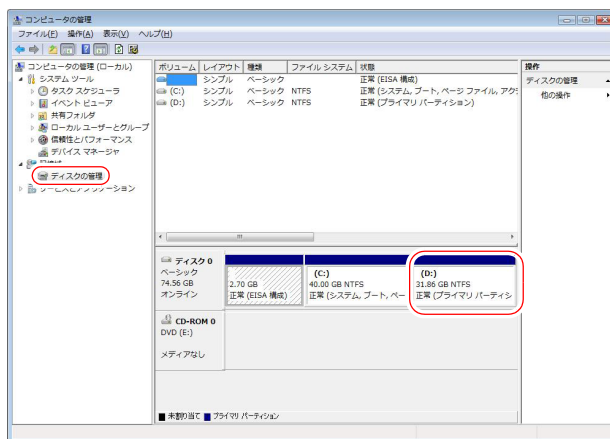 コンピュータの管理
ファイル(F) 操作(A) 表示(V) ヘルプ(H)
コンピュータの管理 (ローカル)
システム ツール
タスク スケジューラ
イベント ビューア
共有フォルダ
ローカル ユーザーとグループ
信頼性とパフォーマンス
デバイス マネージャ
ディスクの管理
サービスとアプリケーション
ボリューム レイアウト 種類 ファイル システム 状態
シンプル ベーシック 正常 (EISA 構成)
(C:) シンプル ベーシック NTFS 正常 (システム, ブート, ページ ファイル, アク
(D:) シンプル ベーシック NTFS 正常 (プライマリ パーティション)
操作
ディスクの管理
他の操作
ディスク 0
ベーシック
74.56 GB
オンライン
2.70 GB
正常 (EISA 構成)
(C:)
40.00 GB NTFS
正常 (システム, ブート, ペー
(D:)
31.86 GB NTFS
正常 (プライマリ パーティシ
CD-ROM 0
DVD (E:)
メディアなし
未割り当て プライマリ パーティション